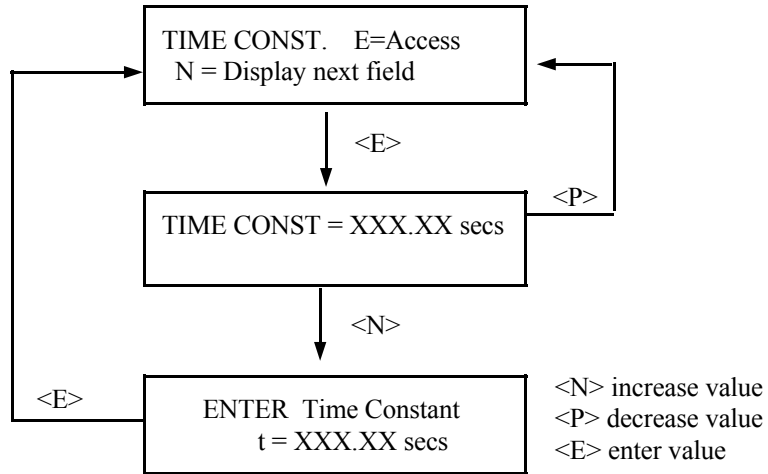 TIME CONST. E=Access
N = Display next field
<E>
TIME CONST = XXX.XX secs
<P>
<N>
<E>
ENTER Time Constant
t = XXX.XX secs
<N> increase value
<P> decrease value
<E> enter value